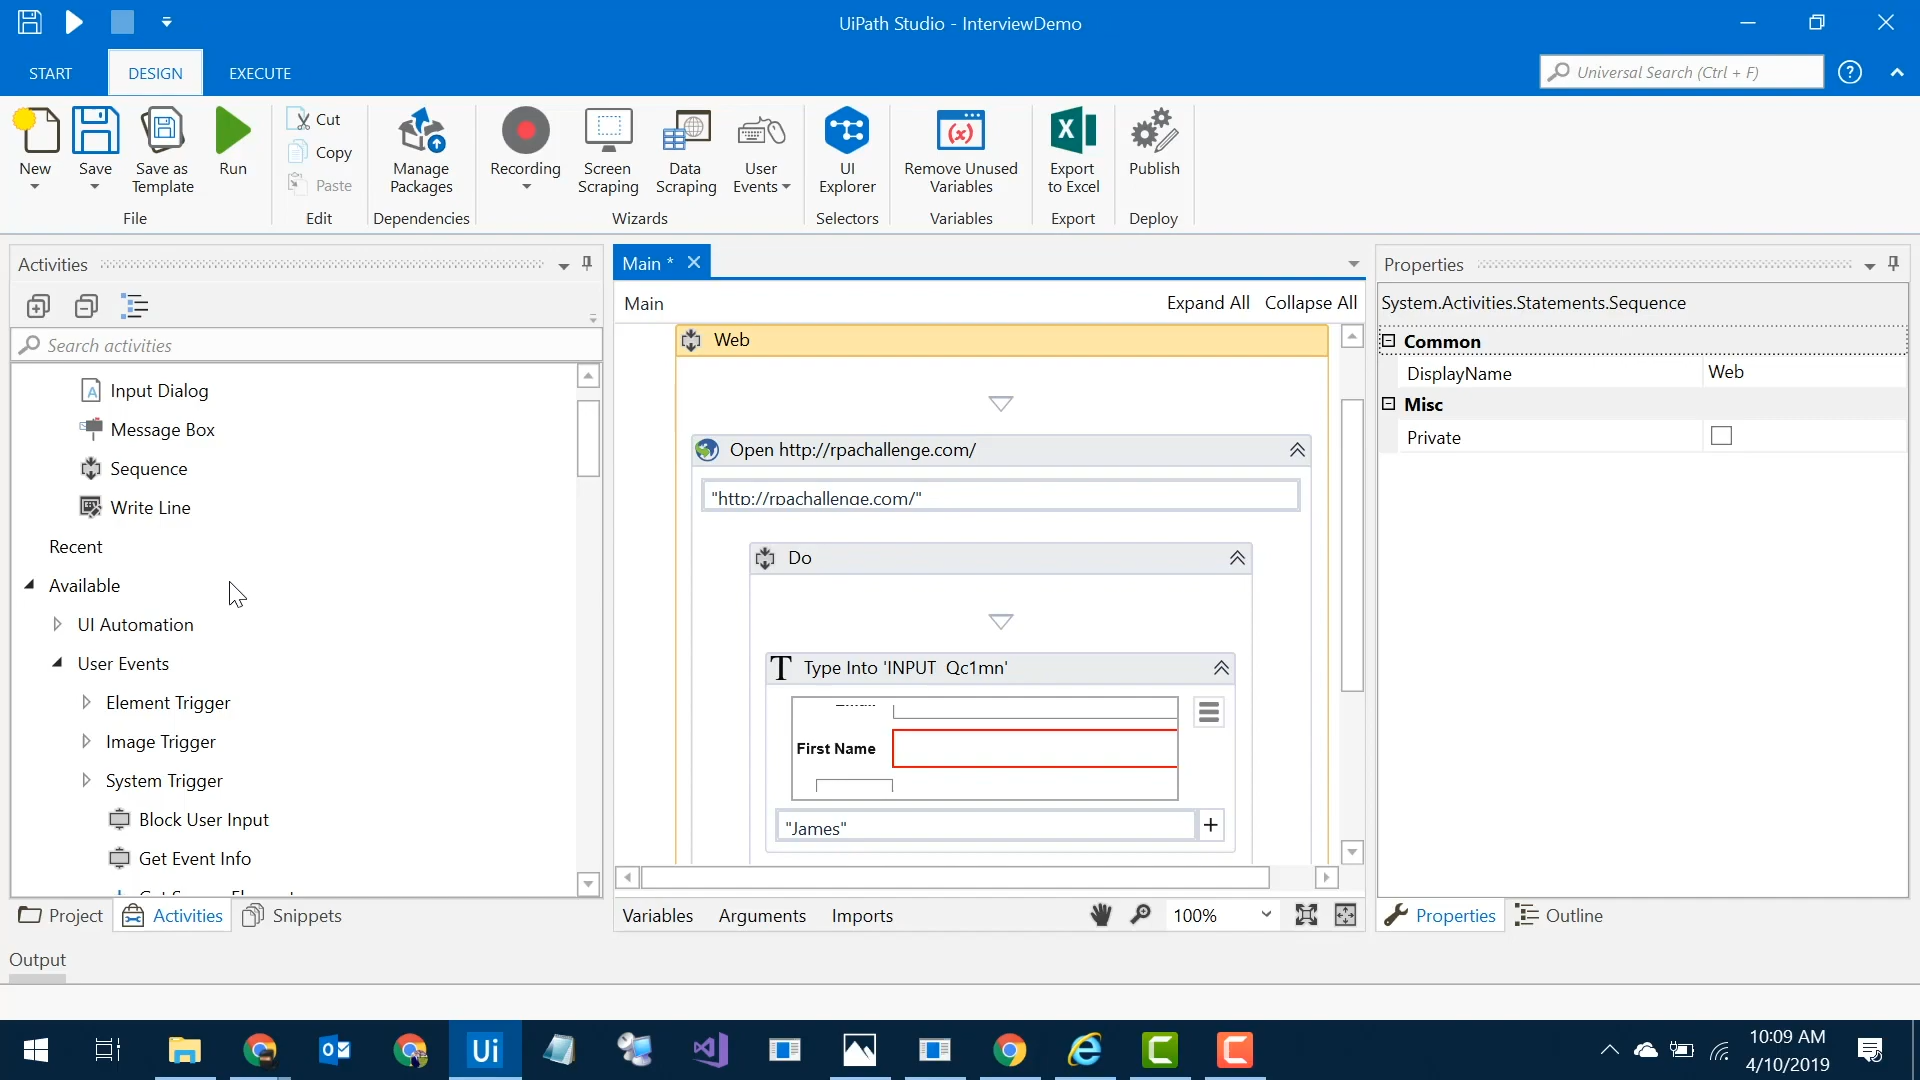 UiPath Studio - InterviewDemo
START
DESIGN
EXECUTE
Universal Search (Ctrl + F)
New
Save
Save as
Template
Run
Cut
Copy
Paste
Manage
Packages
Recording
Screen
Scraping
Data
Scraping
User
Events
UI
Explorer
Remove Unused
Variables
Export
to Excel
Publish
File
Edit
Dependencies
Wizards
Selectors
Variables
Export
Deploy
Activities
Search activities
Input Dialog
Message Box
Sequence
Write Line
Recent
Available
UI Automation
User Events
Element Trigger
Image Trigger
System Trigger
Block User Input
Get Event Info
Project
Activities
Snippets
Output
Main *
Main
Expand All
Collapse All
Web
Open http://rpachallenge.com/
"http://rpachallenge.com/"
Do
Type Into 'INPUT Qc1mn'
First Name
"James"
Variables
Arguments
Imports
100%
Properties
System.Activities.Statements.Sequence
Common
DisplayName
Web
Misc
Private
Properties
Outline
Ui
10:09 AM
4/10/2019